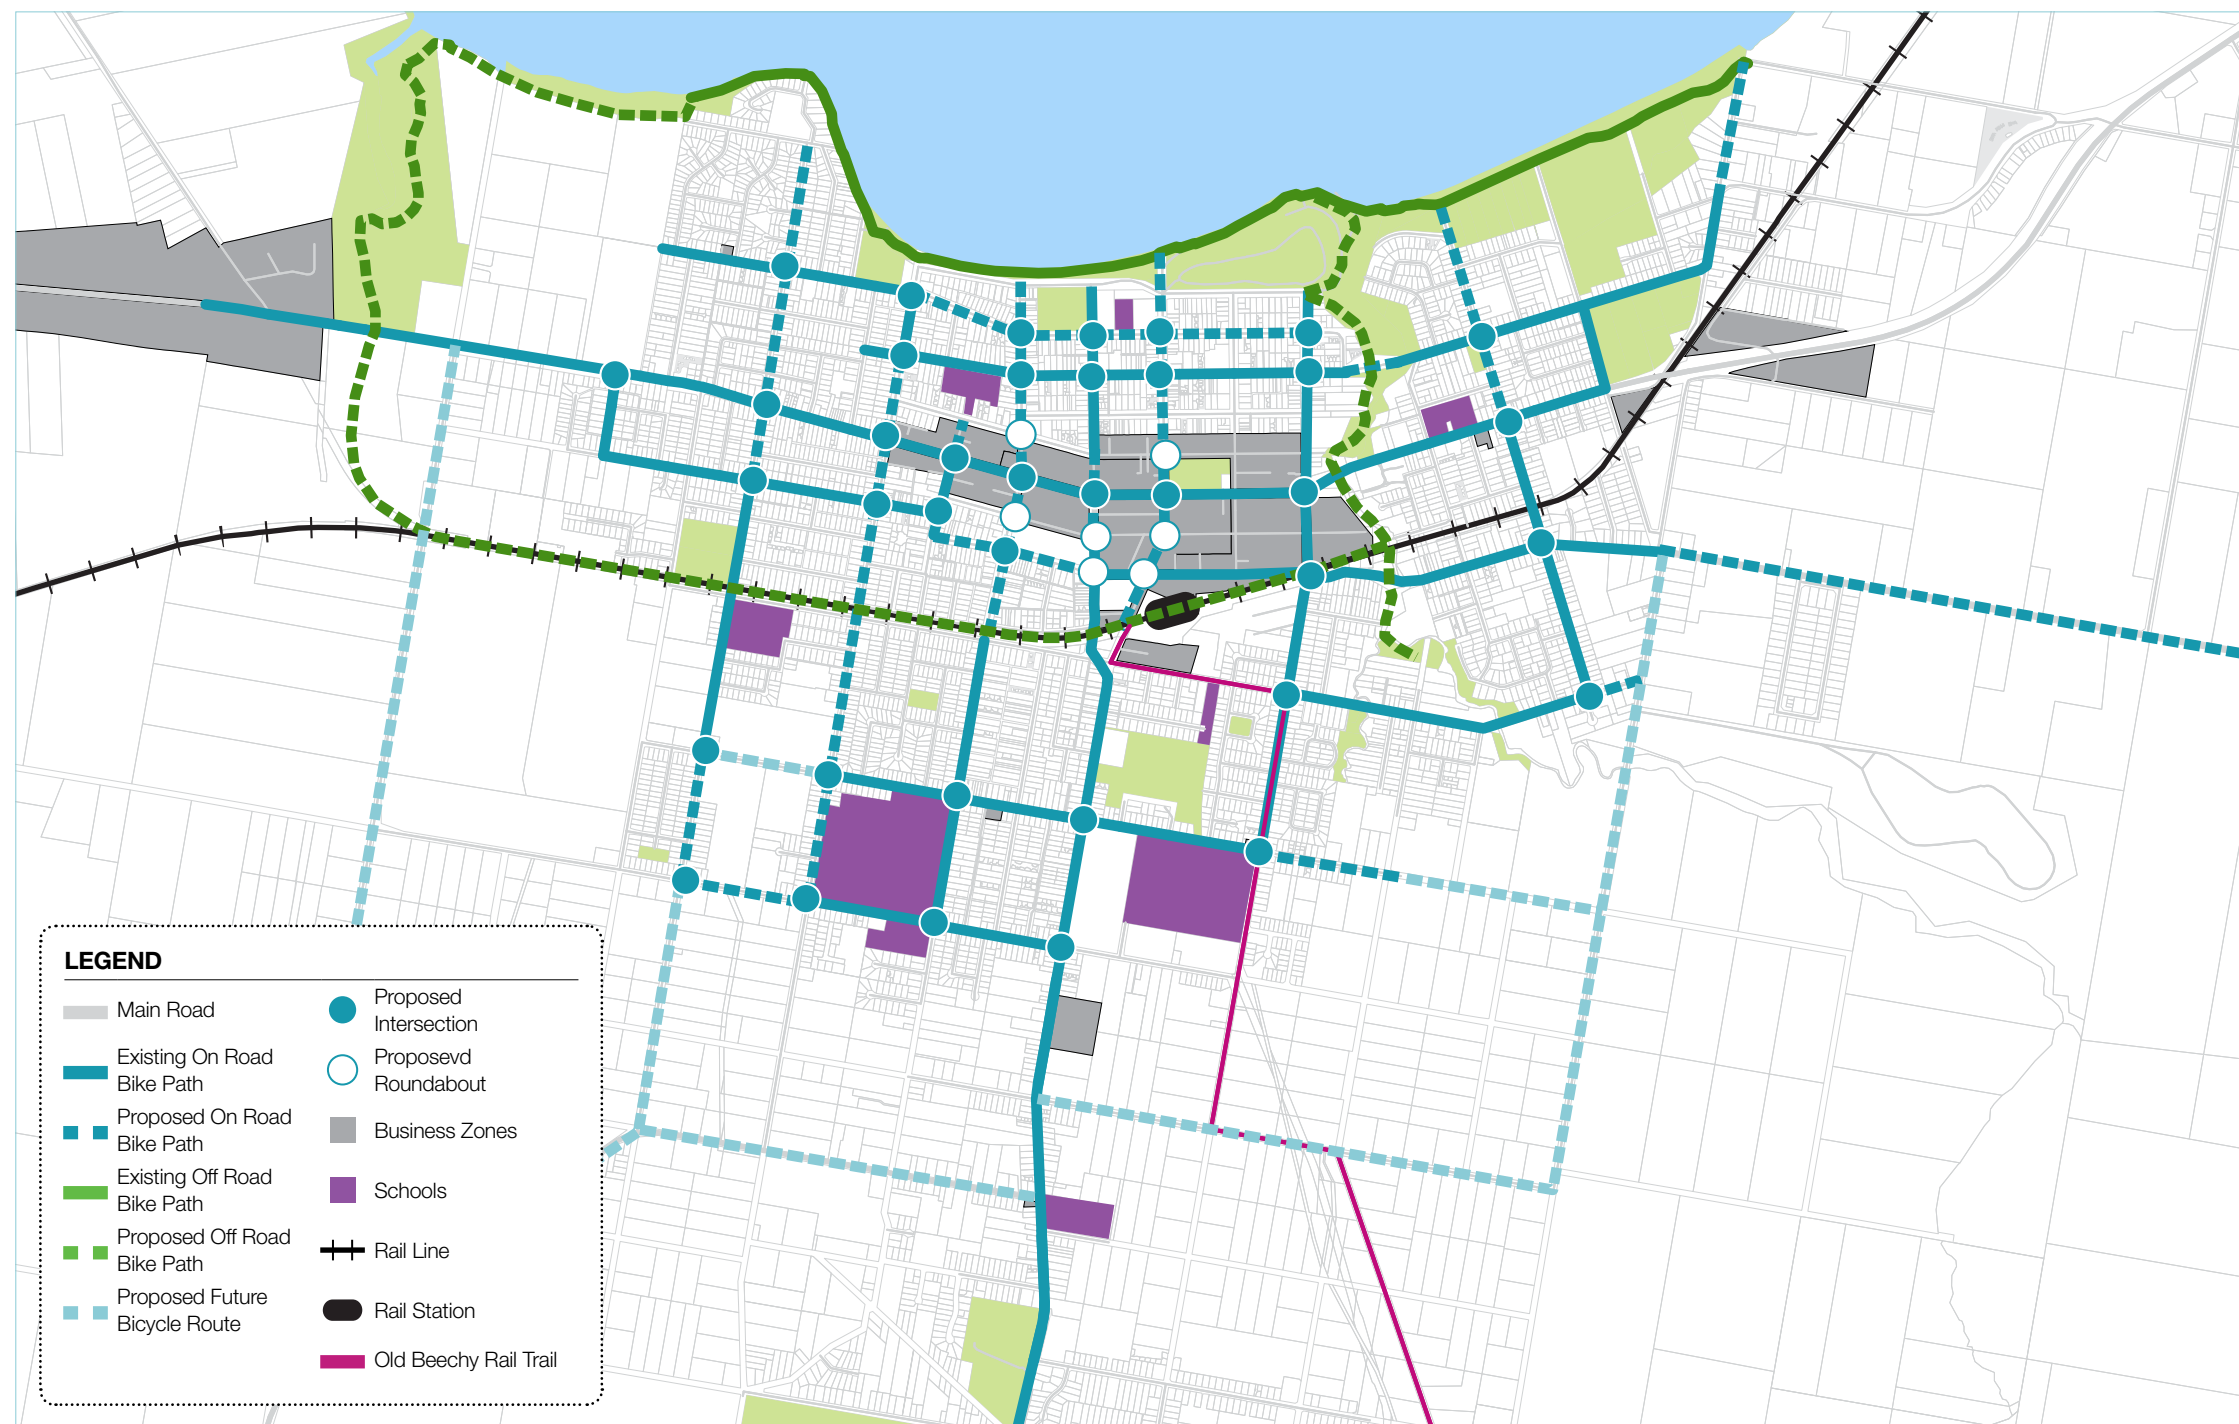 LEGEND
Main Road
Existing On Road
Bike Path
Proposed On Road
Bike Path
Existing Off Road
Bike Path
Proposed Off Road
Bike Path
Proposed Future
Bicycle Route
Proposed
Intersection
Proposevd
Roundabout
Business Zones
Schools
Rail Line
Rail Station
Old Beechy Rail Trail